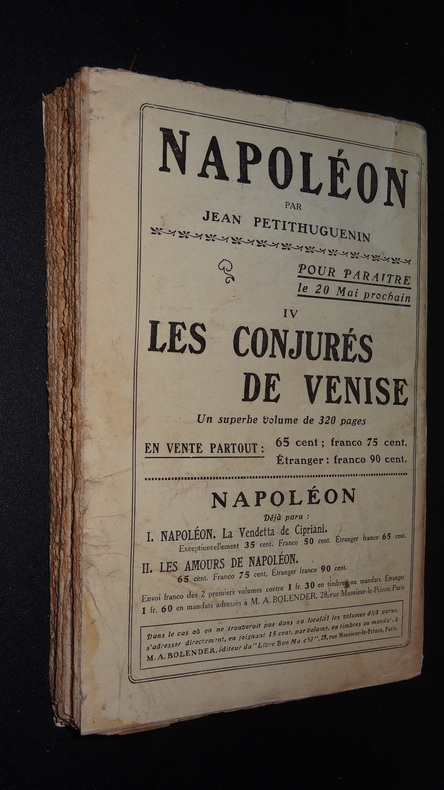 NAPOLÉON
PAR
JEAN PETITHUGUENIN
POUR PARAITRE
le 20 Mai prochain
IV
LES CONJURÉS
DE VENISE
Un superbe volume de 320 pages
EN VENTE PARTOUT : 65 cent ; franco 75 cent.
Étranger : franco 90 cent.
NAPOLÉON
Déjà paru :
I. NAPOLÉON. La Vendetta de Cipriani.
Exceptionnellement 35 cent. Franco 50 cent. Étranger franco 65 cent.
II. LES AMOURS DE NAPOLÉON.
65 cent. Franco 75 cent. Étranger franco 90 cent.
Envoi franco des 2 premiers volumes contre 1 fr. 30 en timbres ou mandats. Étranger
1 fr. 60 en mandats adressés à M. A. BOLENDER, 28, rue Monsieur-le-Prince, Paris
Dans le cas où on ne trouverait pas dans sa localité les volumes déjà parus,
s'adresser directement, en joignant 15 cent. par volume, en timbres ou mandat, à
M. A. BOLENDER, éditeur du "Livre Bon Marché", 28, rue Monsieur-le-Prince, Paris.